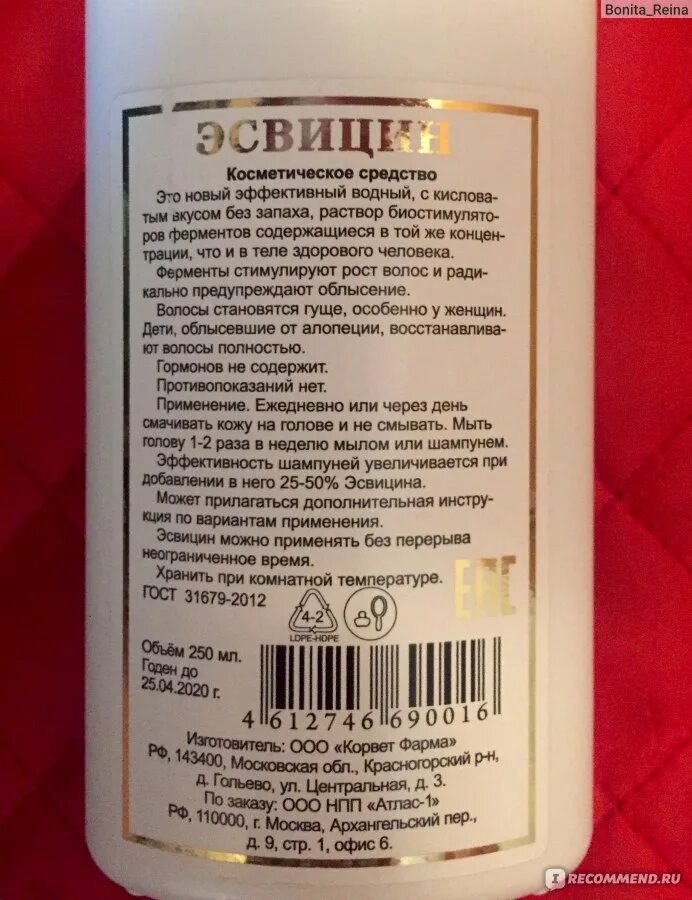 Bonita_Reina
ЭСВИЦИН
Косметическое средство
Это новый эффективный водный, с кислова-
тым вкусом без запаха, раствор биостимулято-
ров ферментов содержащиеся в той же концен-
трации, что и в теле здорового человека.
Ферменты стимулируют рост волос и ради-
кально предупреждают облысение.
Волосы становятся гуще, особенно у женщин.
Дети, облысевшие от алопеции, восстанавлива-
ют волосы полностью.
Гормонов не содержит.
Противопоказаний нет.
Применение. Ежедневно или через день
смачивать кожу на голове и не смывать. Мыть
голову 1-2 раза в неделю мылом или шампунем.
Эффективность шампуней увеличивается при
добавлении в него 25-50% Эсвицина.
Может прилагаться дополнительная инстру-
кция по вариантам применения.
Эсвицин можно применять без перерыва
неограниченное время.
Хранить при комнатной температуре.
ГОСТ 31679-2012
EAC
4-2
LDPE-HDPE
Объём 250 мл.
Годен до
25.04.2020 г.
4 612746 690016
Изготовитель: ООО «Корвет Фарма»
РФ, 143400, Московская обл., Красногорский р-н,
д. Гольево, ул. Центральная, д. 3.
По заказу: ООО НПП «Атлас-1»
РФ, 110000, г. Москва, Архангельский пер.,
д. 9, стр. 1, офис 6.
I RECOMMEND.RU